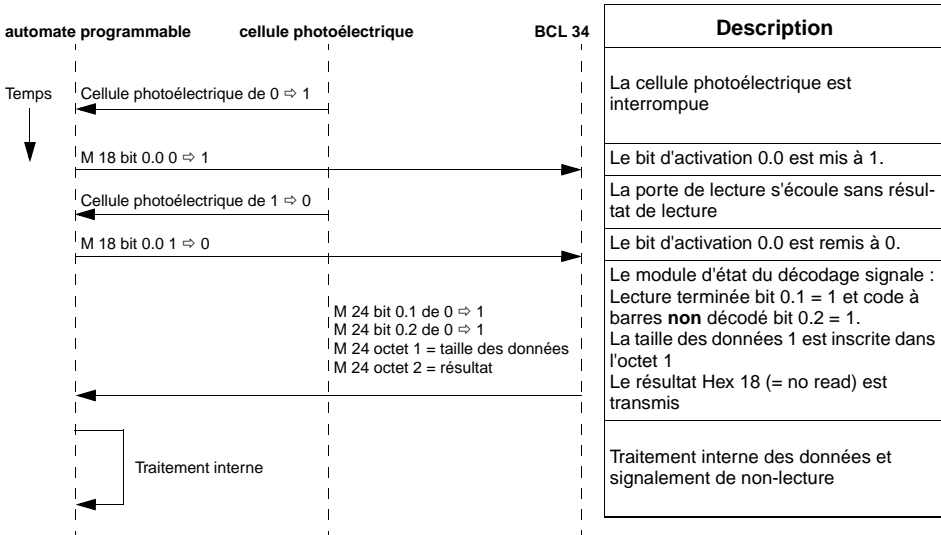 automate programmable cellule photoélectrique BCL 34
Description
Temps
Cellule photoélectrique de 0 ⇨ 1
La cellule photoélectrique est
interrompue
M 18 bit 0.0 0 ⇨ 1
Le bit d'activation 0.0 est mis à 1.
Cellule photoélectrique de 1 ⇨ 0
La porte de lecture s'écoule sans résul-
tat de lecture
M 18 bit 0.0 1 ⇨ 0
Le bit d'activation 0.0 est remis à 0.
M 24 bit 0.1 de 0 ⇨ 1
M 24 bit 0.2 de 0 ⇨ 1
M 24 octet 1 = taille des données
M 24 octet 2 = résultat
Le module d'état du décodage signale :
Lecture terminée bit 0.1 = 1 et code à
barres non décodé bit 0.2 = 1.
La taille des données 1 est inscrite dans
l'octet 1
Le résultat Hex 18 (= no read) est
transmis
Traitement interne
Traitement interne des données et
signalement de non-lecture